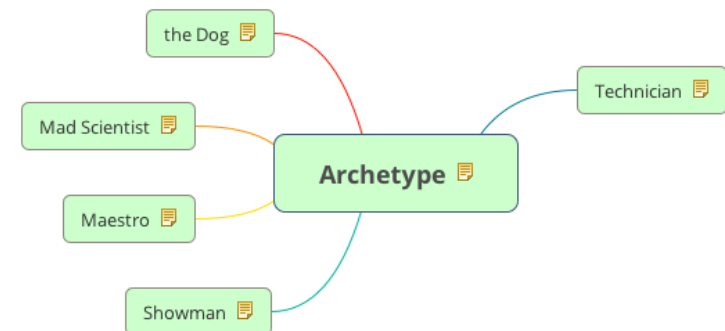 the Dog
Technician
Mad Scientist
Archetype
Maestro
Showman